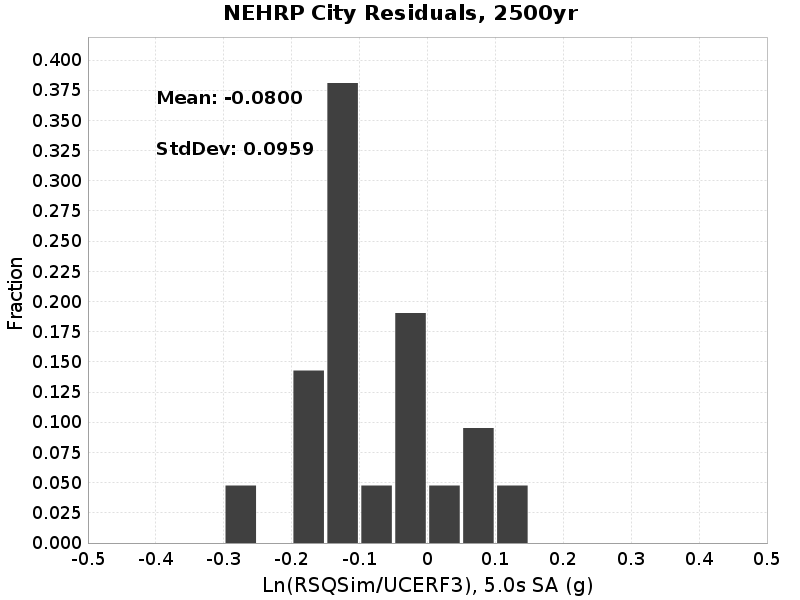 NEHRP City Residuals, 2500yr
0.400
0.375
0.350
0.325
0.300
0.275
0.250
0.225
0.200
0.175
0.150
0.125
0.100
0.075
0.050
0.025
0.000
Fraction
Mean: -0.0800
StdDev: 0.0959
-0.5 -0.4 -0.3 -0.2 -0.1 0 0.1 0.2 0.3 0.4 0.5
Ln(RSQSim/UCERF3), 5.0s SA (g)